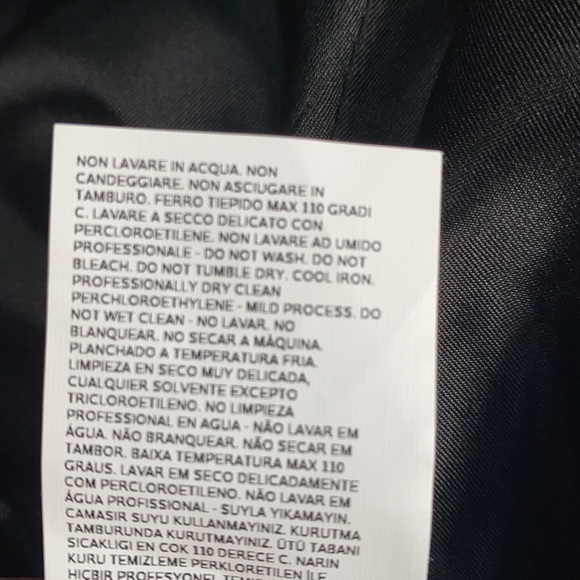 NON LAVARE IN ACQUA. NON
CANDEGGIARE. NON ASCIUGARE IN
TAMBURO. FERRO TIEPIDO MAX 110 GRADI
C. LAVARE A SECCO DELICATO CON
PERCLOROETILENE. NON LAVARE AD UMIDO
PROFESSIONALE - DO NOT WASH. DO NOT
BLEACH. DO NOT TUMBLE DRY. COOL IRON.
PROFESSIONALLY DRY CLEAN
PERCHLOROETHYLENE - MILD PROCESS. DO
NOT WET CLEAN - NO LAVAR. NO
BLANQUEAR. NO SECAR A MÀQUINA.
PLANCHADO A TEMPERATURA FRIA.
LIMPIEZA EN SECO MUY DELICADA,
CUALQUIER SOLVENTE EXCEPTO
TRICLOROETILENO. NO LIMPIEZA
PROFESSIONAL EN AGUA - NÃO LAVAR EM
ÁGUA. NÃO BRANQUEAR. NÃO SECAR EM
TAMBOR. BAIXA TEMPERATURA MAX 110
GRAUS. LAVAR EM SECO DELICADAMENTE
COM PERCLOROETILENO. NÃO LAVAR EM
ÁGUA PROFISSIONAL - SUYLA YIKAMAYIN.
CAMASIR SUYU KULLANMAYINIZ. KURUTMA
TAMBURUNDA KURUTMAYINIZ. ÜTÜ TABANI
SICAKLIGI EN COK 110 DERECE C. NARIN
KURU TEMIZLEME PERKLORETILEN İLE
HIÇBIR PROFESYONEL